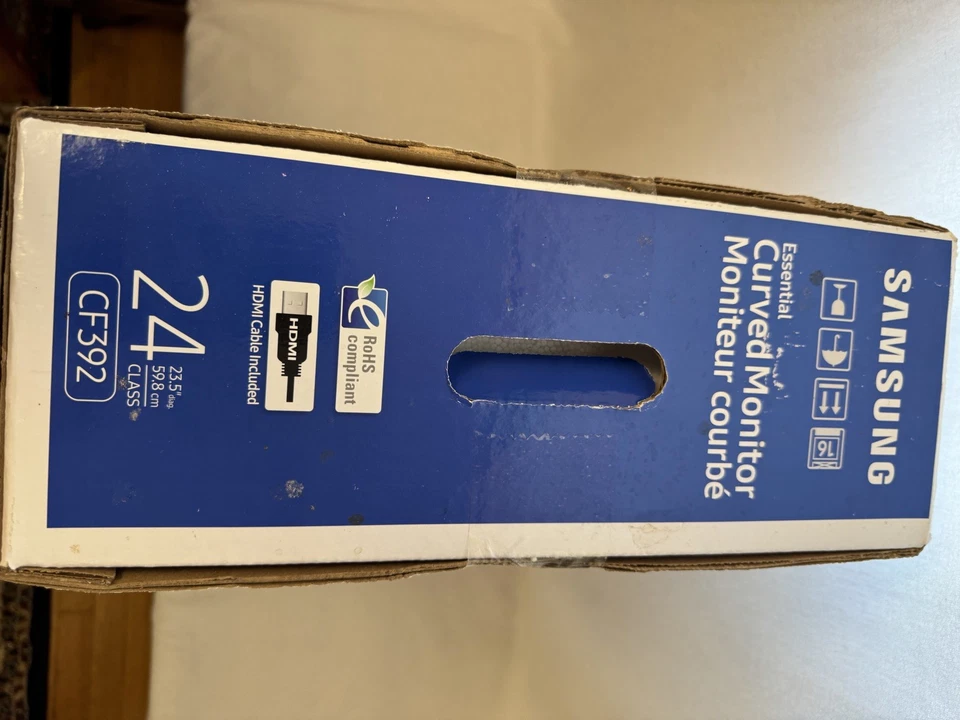 SAMSUNG
16
Essential
Curved Monitor
Moniteur courbé
RoHS
compliant
HDMI
HDMI Cable Included
24
23.5" diag.
59.8 cm
CLASS
CF392